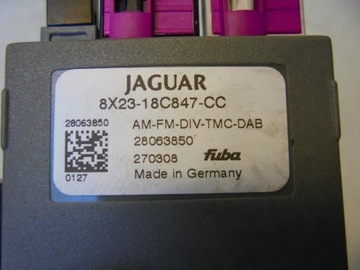 JAGUAR
8X23-18C847-CC
28063850 AM-FM-DIV-TMC-DAB
28063850
270308 fuba
0127 Made in Germany